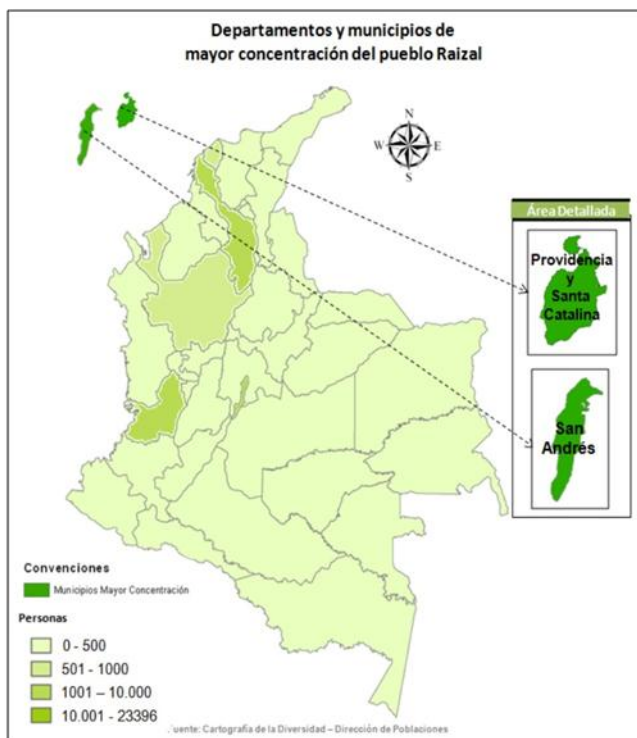 Departamentos y municipios de
mayor concentración del pueblo Raizal
N
W E
S
Área Detallada
Providencia
y
Santa
Catalina
San
Andrés
Convenciones
Municipios Mayor Concentración
Personas
0 - 500
501 - 1000
1001 – 10.000
10.001 - 23396
uente: Cartografía de la Diversidad – Dirección de Poblaciones